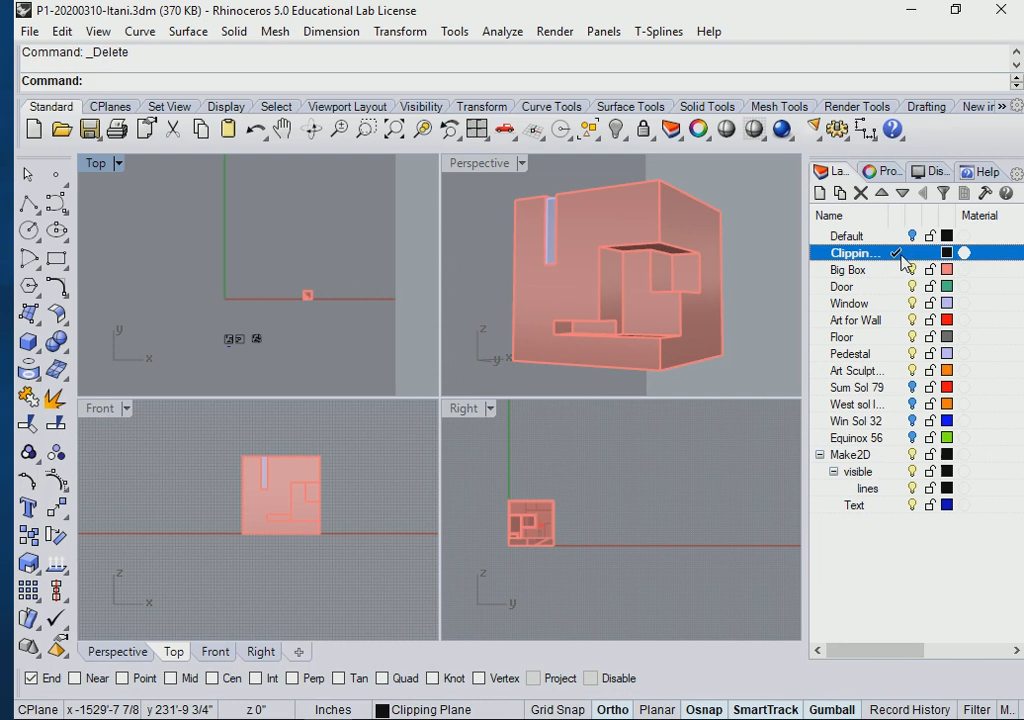 P1-20200310-Itani.3dm (370 KB) - Rhinoceros 5.0 Educational Lab License
File Edit View Curve Surface Solid Mesh Dimension Transform Tools Analyze Render Panels T-Splines Help
Command: _Delete
Command:
Standard CPlanes Set View Display Select Viewport Layout Visibility Transform Curve Tools Surface Tools Solid Tools Mesh Tools Render Tools Drafting New in »
Top
Perspective
La... Pro... Dis... Help
Name Material
Default
Clippin...
Big Box
Door
Window
Art for Wall
Floor
Pedestal
Art Sculpt...
Sum Sol 79
West sol I...
Win Sol 32
Equinox 56
Make2D
visible
lines
Text
y
x
z
y x
Front
Right
z
x
z
y
Perspective Top Front Right
End Near Point Mid Cen Int Perp Tan Quad Knot Vertex Project Disable
CPlane x -1529'-7 7/8 y 231'-9 3/4" z 0" Inches Clipping Plane Grid Snap Ortho Planar Osnap SmartTrack Gumball Record History Filter M...